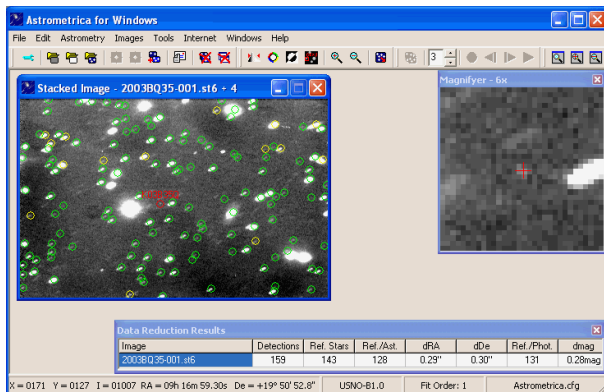 Astrometrica for Windows
File Edit Astrometry Images Tools Internet Windows Help
3
Stacked Image - 2003BQ35-001.st6 + 4
Magnifyer - 6x
Data Reduction Results
Image Detections Ref. Stars Ref./Ast. dRA dDe Ref./Phot. dmag
2003BQ35-001.st6 159 143 128 0.29" 0.30" 131 0.28mag
X = 0171 Y = 0127 I = 01007 RA = 09h 16m 59.30s De = +19° 50' 52.8" USNO-B1.0 Fit Order: 1 Astrometrica.cfg